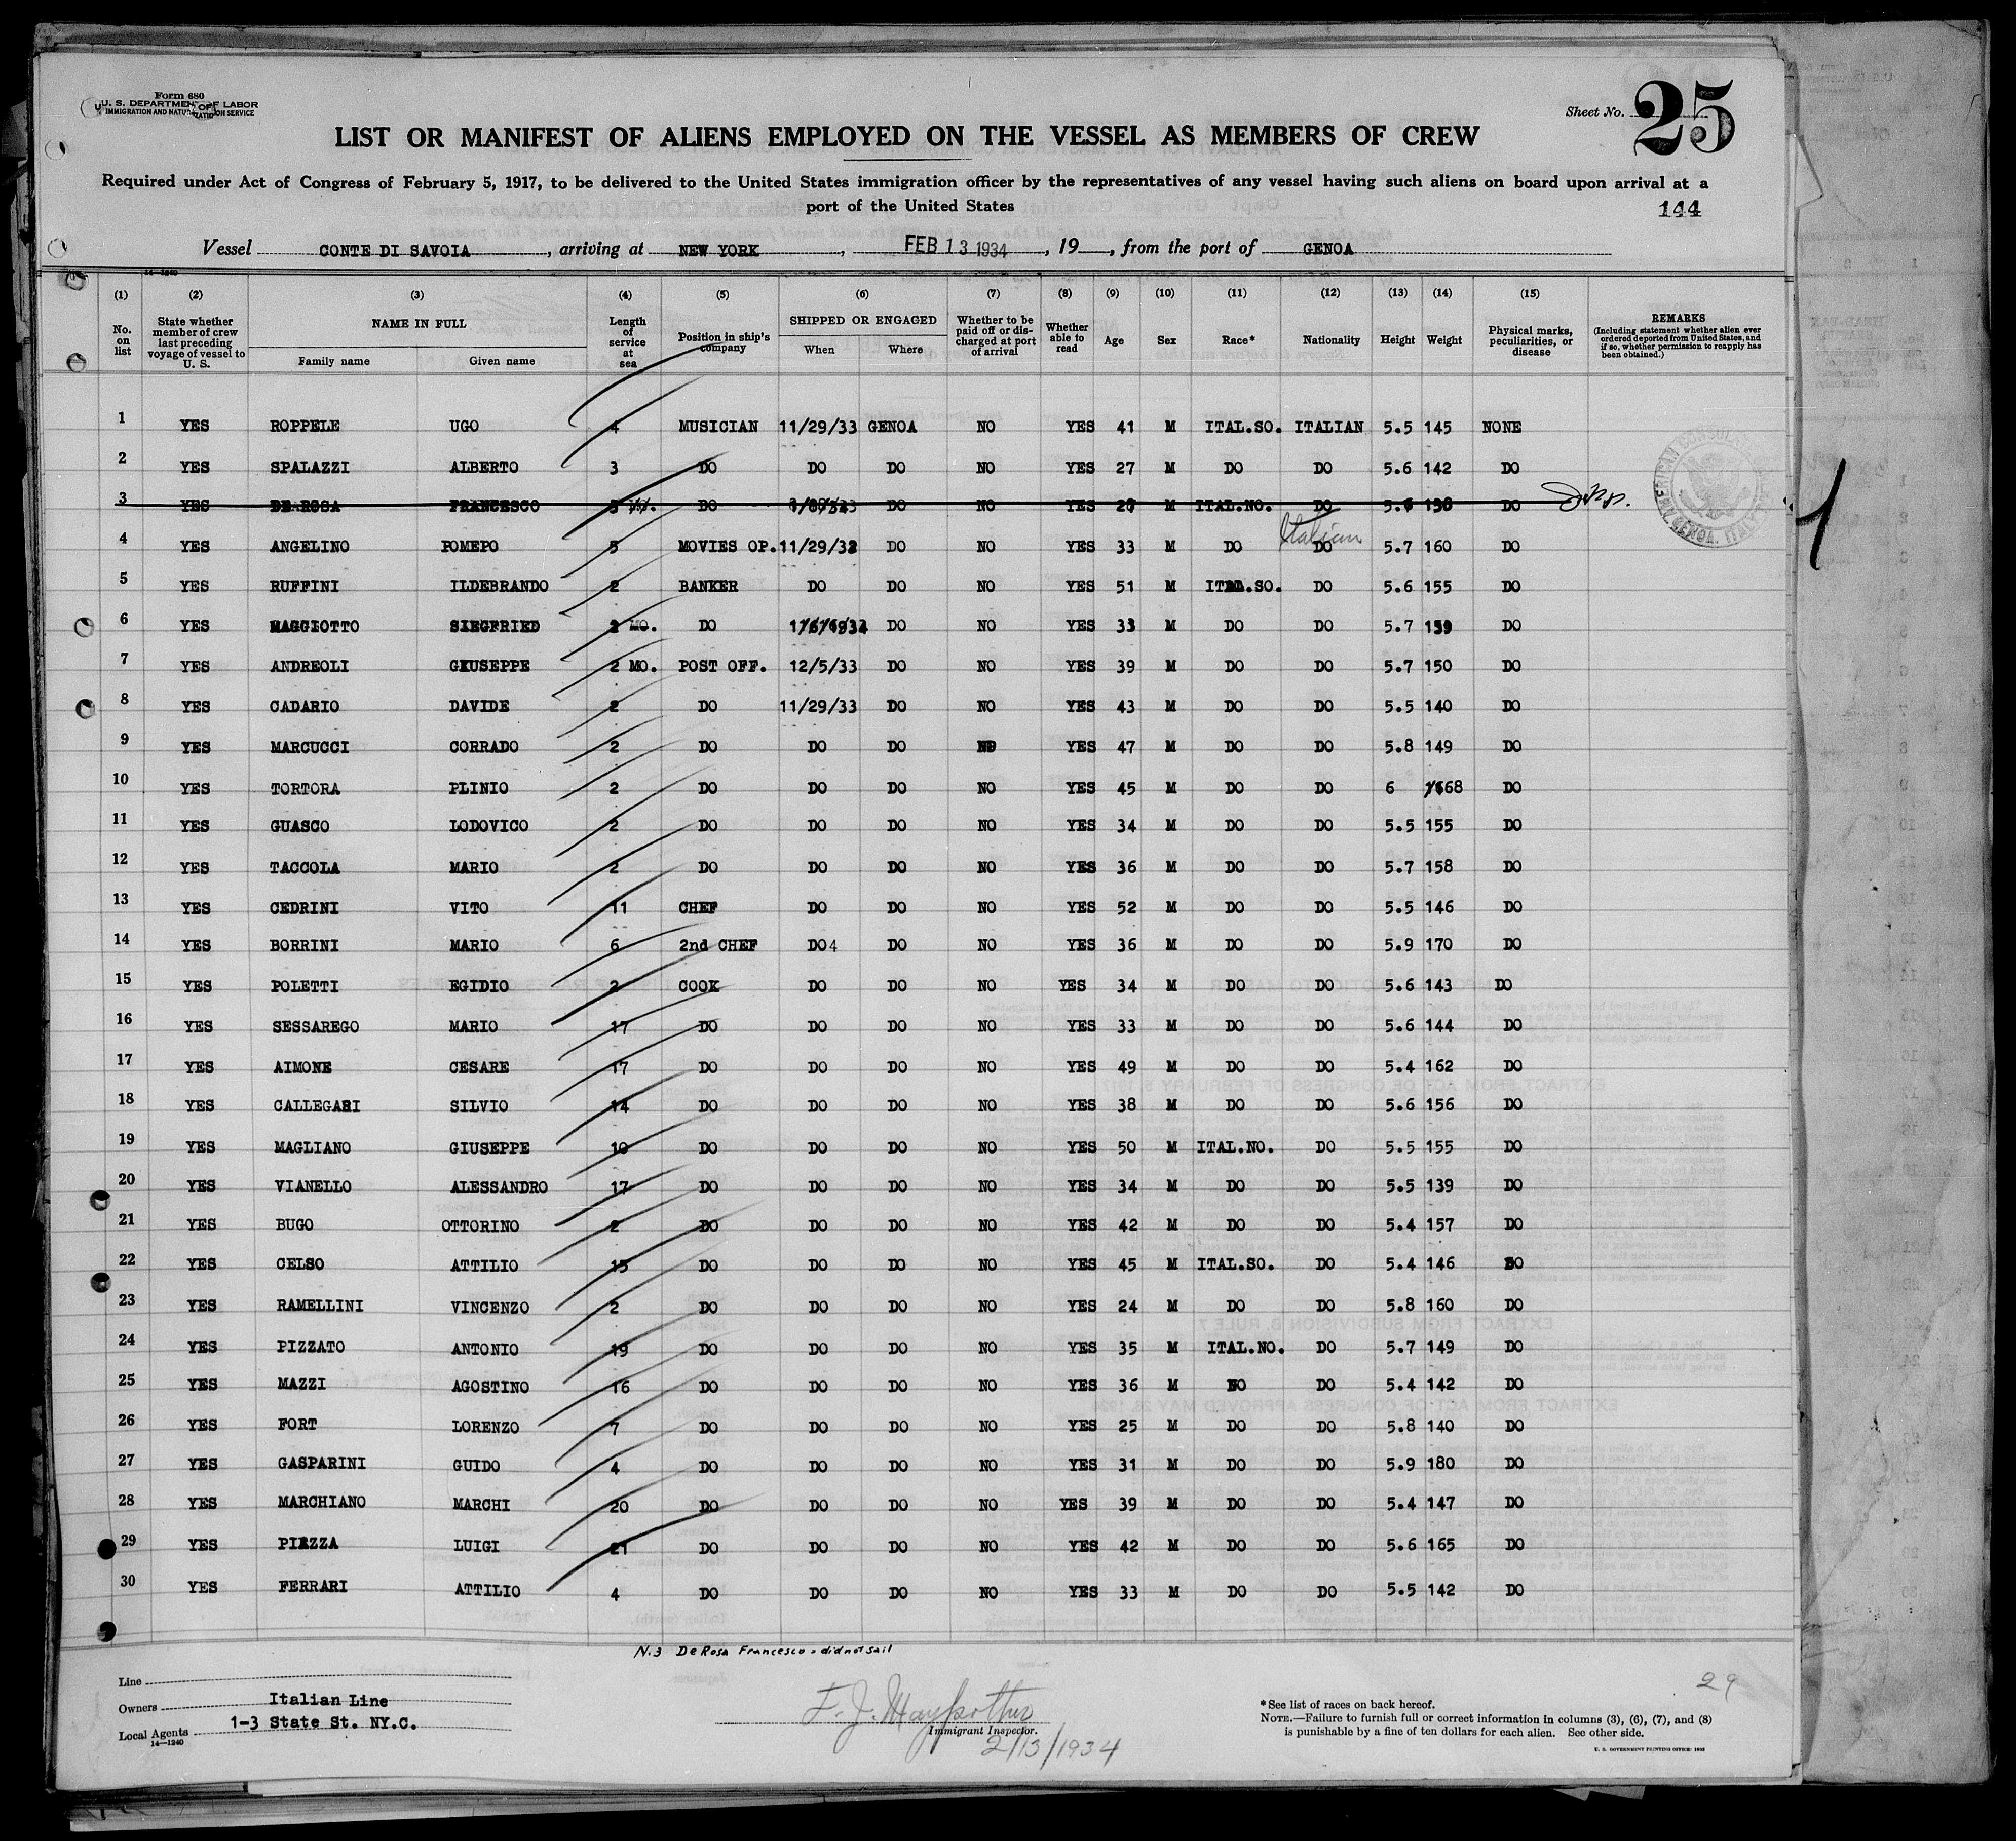 Form 680
U. S. DEPARTMENT OF LABOR
IMMIGRATION AND NATURALIZATION SERVICE
Sheet No. 25
LIST OR MANIFEST OF ALIENS EMPLOYED ON THE VESSEL AS MEMBERS OF CREW
Required under Act of Congress of February 5, 1917, to be delivered to the United States immigration officer by the representatives of any vessel having such aliens on board upon arrival at a
port of the United States
144
Vessel CONTE DI SAVOIA, arriving at NEW YORK, FEB 13 1934, 19 , from the port of GENOA
14-1240
(1) (2) (3) (4) (5) (6) (7) (8) (9) (10) (11) (12) (13) (14) (15)
No. on list
State whether member of crew last preceding voyage of vessel to U. S.
NAME IN FULL
Family name
Given name
Length of service at sea
Position in ship's company
SHIPPED OR ENGAGED
When
Where
Whether to be paid off or discharged at port of arrival
Whether able to read
Age
Sex
Race*
Nationality
Height
Weight
Physical marks, peculiarities, or disease
REMARKS
(Including statement whether alien ever ordered deported from United States, and if so, whether permission to reapply has been obtained.)
1 YES ROPPELE UGO 4 MUSICIAN 11/29/33 GENOA NO YES 41 M ITAL.SO. ITALIAN 5.5 145 NONE
2 YES SPALAZZI ALBERTO 3 DO DO DO NO YES 27 M DO DO 5.6 142 DO
3 YES DE ROSA FRANCESCO DO DO NO YES M ITAL.NO. DO DO
4 YES ANGELINO POMEPO 5 MOVIES OP. 11/29/33 DO NO YES 33 M DO DO Italian 5.7 160 DO
5 YES RUFFINI ILDEBRANDO 2 BANKER DO DO NO YES 51 M ITAL.SO. DO 5.6 155 DO
6 YES MAGGIOTTO SIEGFRIED 2 MO. DO DO NO YES 33 M DO DO 5.7 159 DO
7 YES ANDREOLI GIUSEPPE 2 MO. POST OFF. 12/5/33 DO NO YES 39 M DO DO 5.7 150 DO
8 YES CADARIO DAVIDE 2 DO 11/29/33 DO NO YES 43 M DO DO 5.5 140 DO
9 YES MARCUCCI CORRADO 2 DO DO DO NO YES 47 M DO DO 5.8 149 DO
10 YES TORTORA PLINIO 2 DO DO DO NO YES 45 M DO DO 6 168 DO
11 YES GUASCO LODOVICO 2 DO DO DO NO YES 34 M DO DO 5.5 155 DO
12 YES TACCOLA MARIO 2 DO DO DO NO YES 36 M DO DO 5.7 158 DO
13 YES CEDRINI VITO 11 CHEF DO DO NO YES 52 M DO DO 5.5 146 DO
14 YES BORRINI MARIO 6 2nd CHEF DO4 DO NO YES 36 M DO DO 5.9 170 DO
15 YES POLETTI EGIDIO 2 COOK DO DO NO YES 34 M DO DO 5.6 143 DO
16 YES SESSAREGO MARIO 17 DO DO DO NO YES 33 M DO DO 5.6 144 DO
17 YES AIMONE CESARE 17 DO DO DO NO YES 49 M DO DO 5.4 162 DO
18 YES CALLEGARI SILVIO 14 DO DO DO NO YES 38 M DO DO 5.6 156 DO
19 YES MAGLIANO GIUSEPPE 10 DO DO DO NO YES 50 M ITAL.NO. DO 5.5 155 DO
20 YES VIANELLO ALESSANDRO 17 DO DO DO NO YES 34 M DO DO 5.5 139 DO
21 YES BUGO OTTORINO 2 DO DO DO NO YES 42 M DO DO 5.4 157 DO
22 YES CELSO ATTILIO 15 DO DO DO NO YES 45 M ITAL.SO. DO 5.4 146 DO
23 YES RAMELLINI VINCENZO 2 DO DO DO NO YES 24 M DO DO 5.8 160 DO
24 YES PIZZATO ANTONIO 19 DO DO DO NO YES 35 M ITAL.NO. DO 5.7 149 DO
25 YES MAZZI AGOSTINO 16 DO DO DO NO YES 36 M DO DO 5.4 142 DO
26 YES FORT LORENZO 7 DO DO DO NO YES 25 M DO DO 5.8 140 DO
27 YES GASPARINI GUIDO 4 DO DO DO NO YES 31 M DO DO 5.9 180 DO
28 YES MARCHIANO MARCHI 20 DO DO DO NO YES 39 M DO DO 5.4 147 DO
29 YES PIAZZA LUIGI 21 DO DO DO NO YES 42 M DO DO 5.6 165 DO
30 YES FERRARI ATTILIO 4 DO DO DO NO YES 33 M DO DO 5.5 142 DO
AMERICAN CONSUL
GENOA, ITALY
N.3 De Rosa Francesco = did not sail
29
Line
Owners Italian Line
Local Agents 1-3 State St. NY.C.
14—1240
F. J.
Immigrant Inspector.
2/13/1934
*See list of races on back hereof.
NOTE.—Failure to furnish full or correct information in columns (3), (6), (7), and (8)
is punishable by a fine of ten dollars for each alien. See other side.
U. S. GOVERNMENT PRINTING OFFICE: 1933